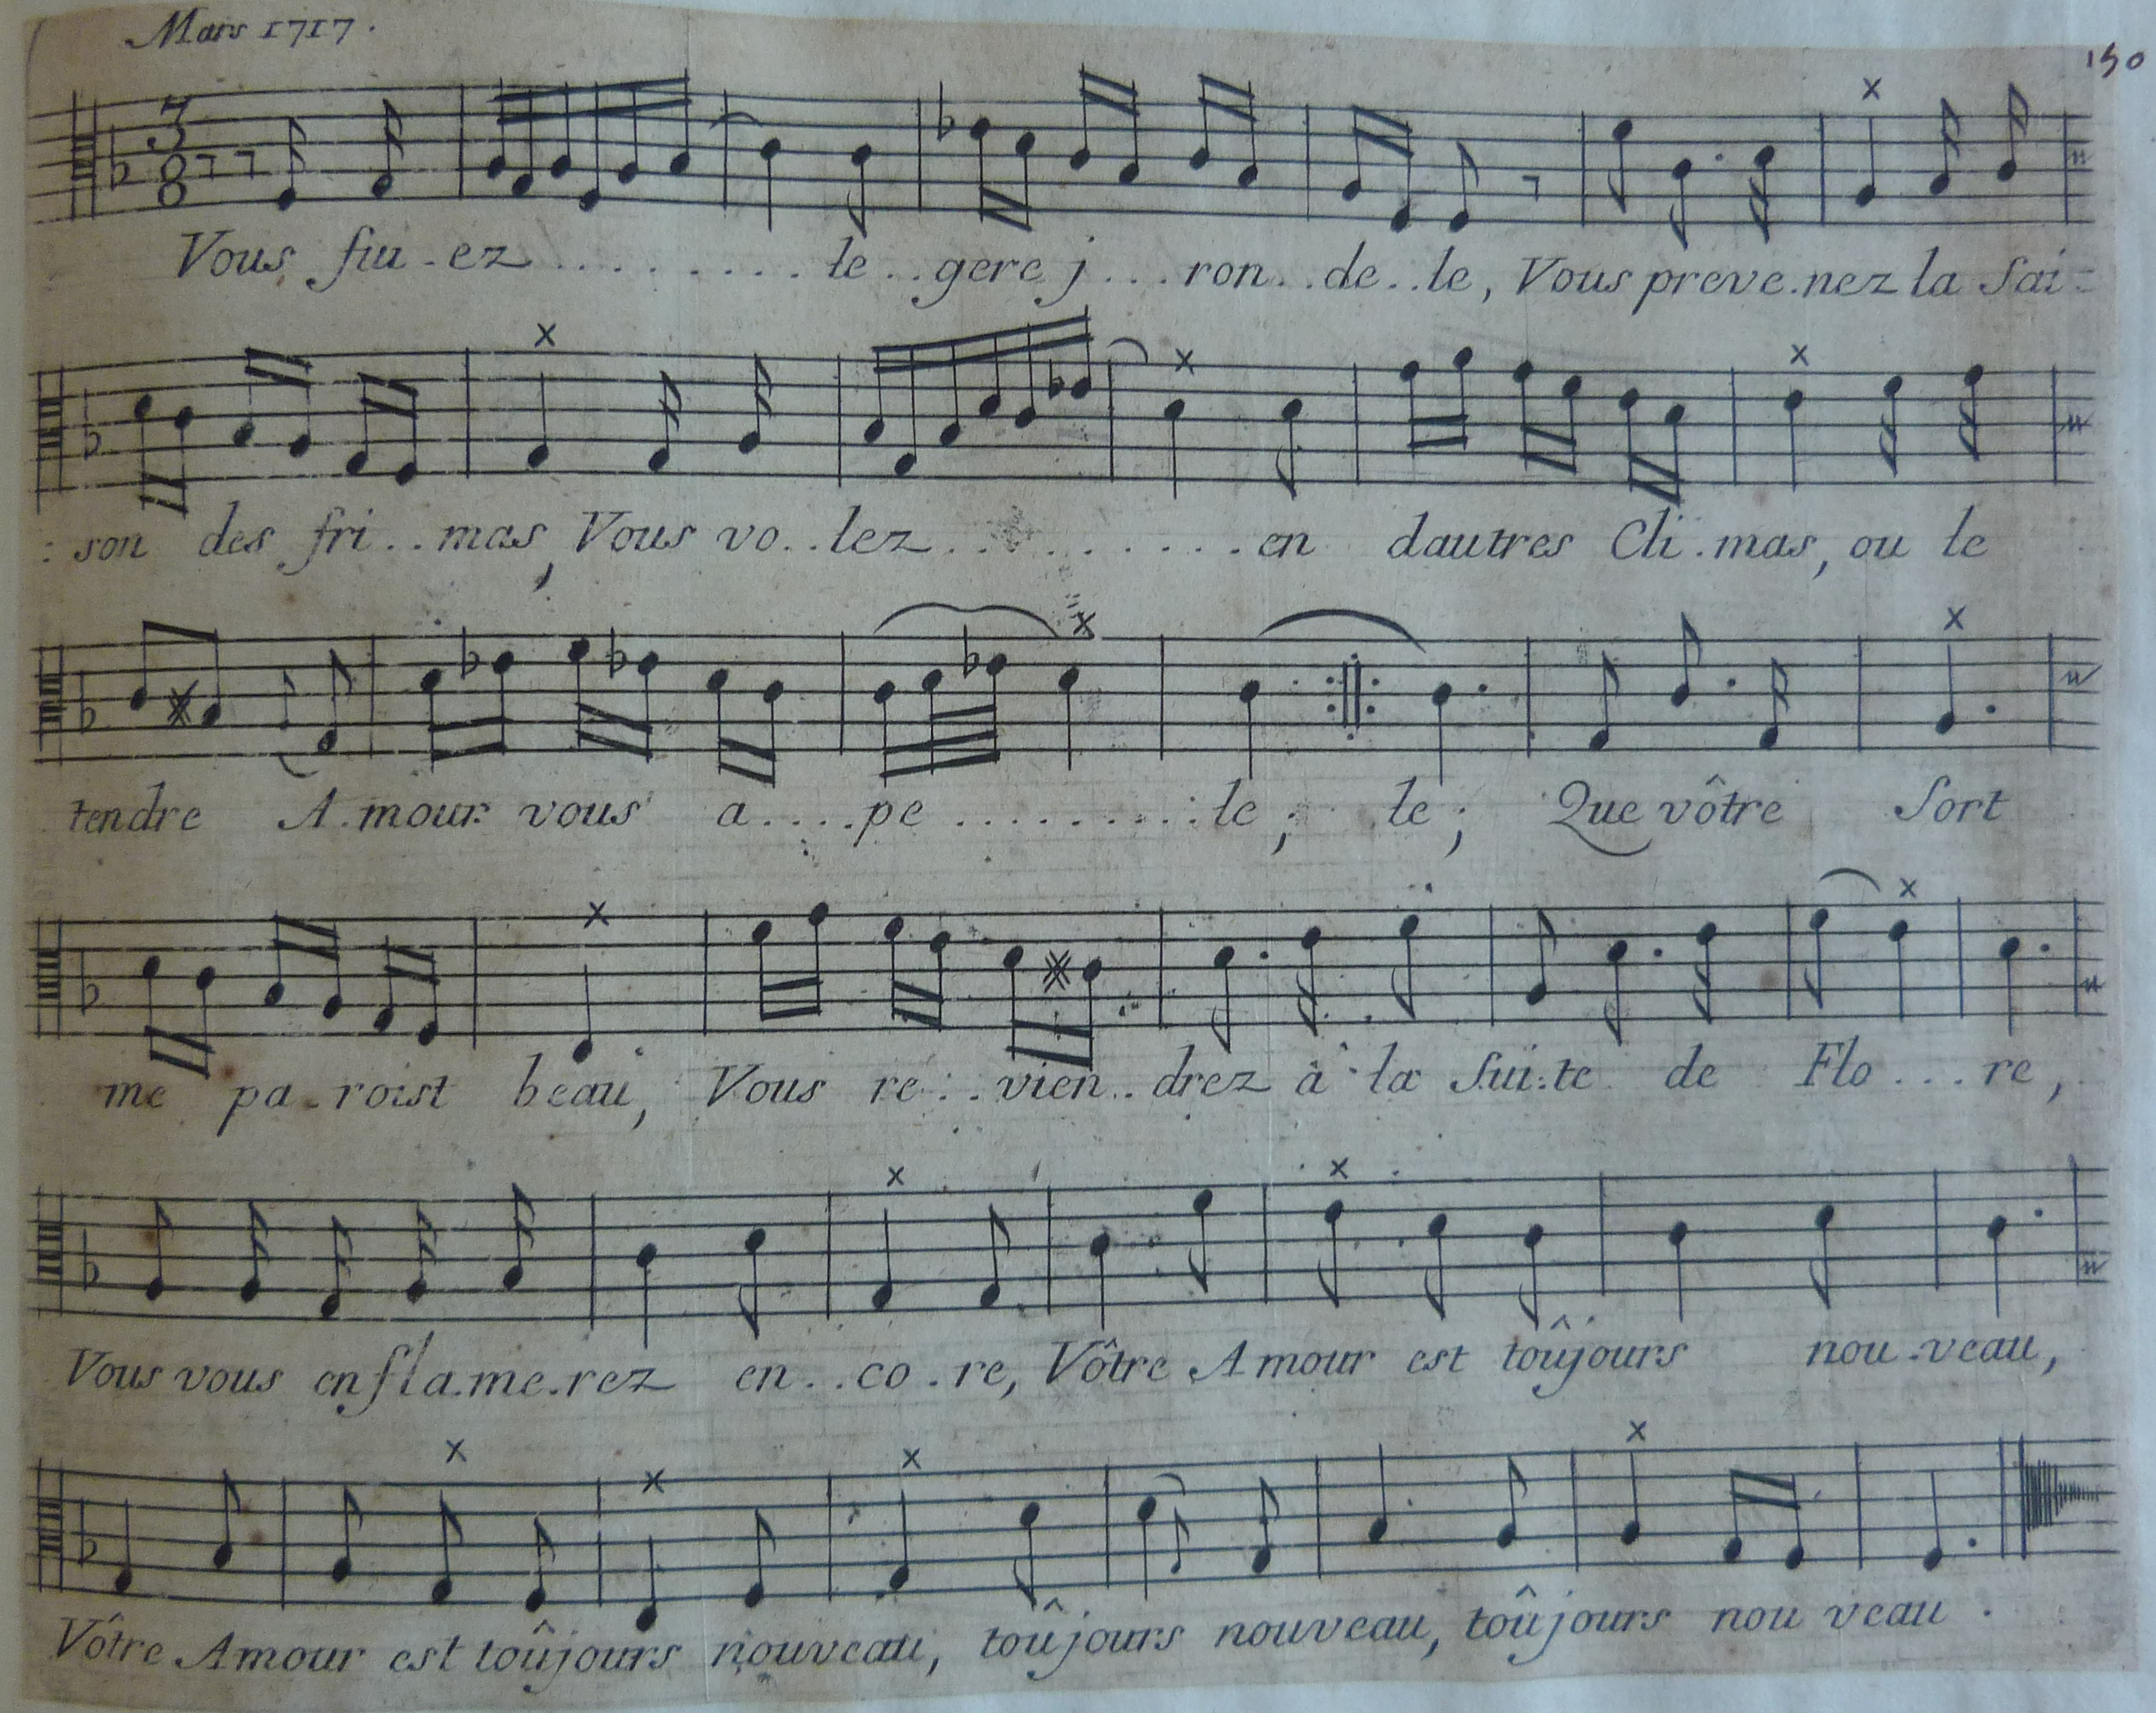 Mars 1717.
150
3
8
Vous fiu-ez ......... le..gere j...ron..de..le, Vous preve.nez la sai=
:son des fri..mas, Vous vo..lez .......... en dautres Cli.mas, ou le
tendre A.mour vous a....pe .........:le; le; Que vôtre sort
me pa-roist beau, Vous re:..vien..drez à la sui:te de Flo...re,
Vous vous enfla.me.rez en..co.re, Vôtre Amour est toûjours nou-veau,
Vôtre Amour est toûjours nouveau, toûjours nouveau, toûjours nou veau.